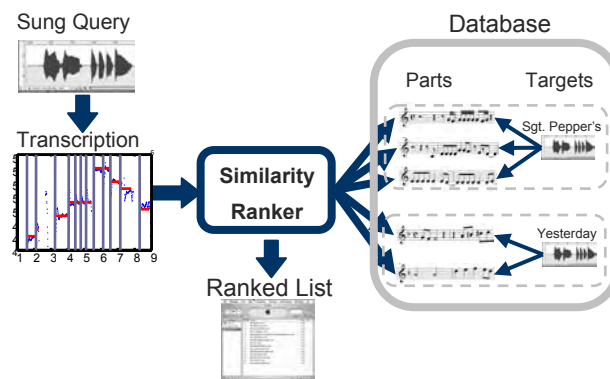 Sung Query
Database
Parts
Targets
Transcription
Sgt. Pepper's
Similarity
Ranker
Yesterday
1 2 3 4 5 6 7 8 9
Ranked List